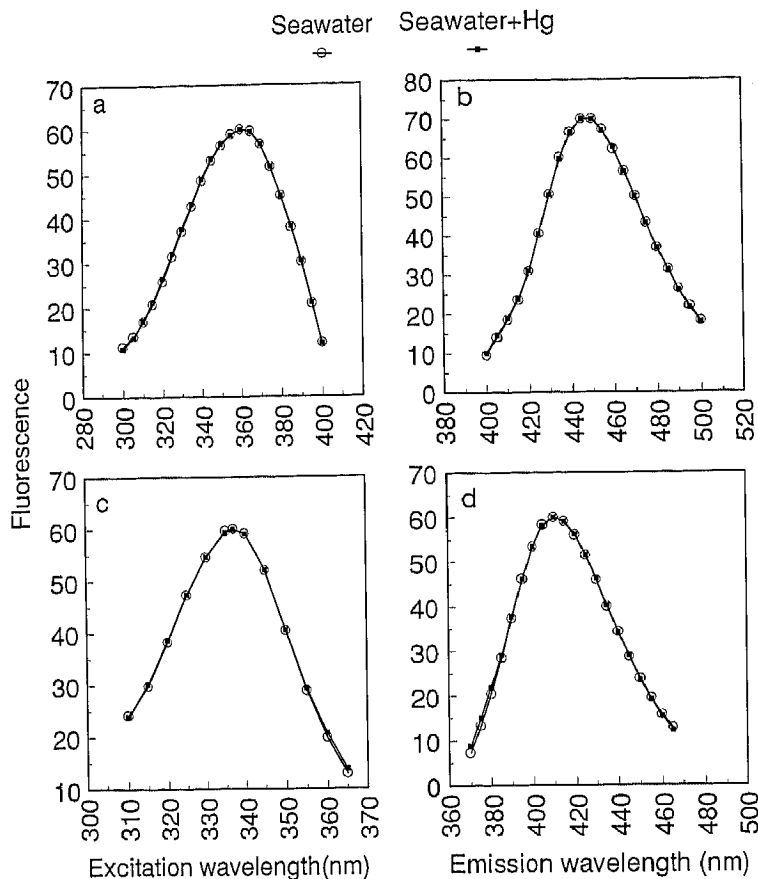 Seawater Seawater+Hg
Fluorescence
a
70
60
50
40
30
20
10
0
280 300 320 340 360 380 400 420
b
80
70
60
50
40
30
20
10
0
380 400 420 440 460 480 500 520
c
70
60
50
40
30
20
10
300 310 320 330 340 350 360 370
Excitation wavelength(nm)
d
70
60
50
40
30
20
10
0
360 380 400 420 440 460 480 500
Emission wavelength (nm)